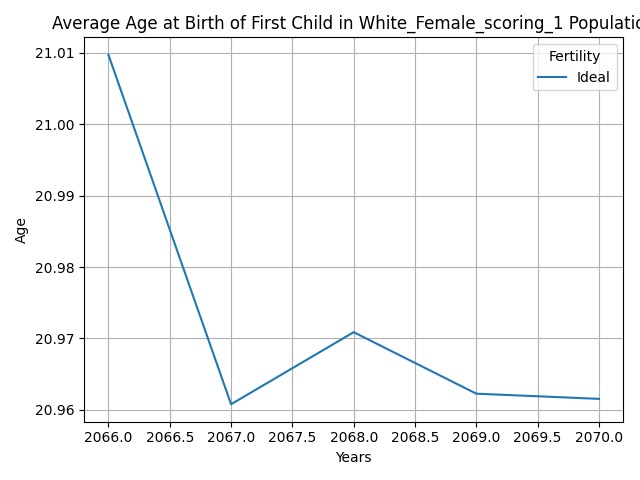 Average Age at Birth of First Child in White_Female_scoring_1 Populatio
Fertility
Ideal
21.01
21.00
20.99
20.98
20.97
20.96
Age
2066.0 2066.5 2067.0 2067.5 2068.0 2068.5 2069.0 2069.5 2070.0
Years